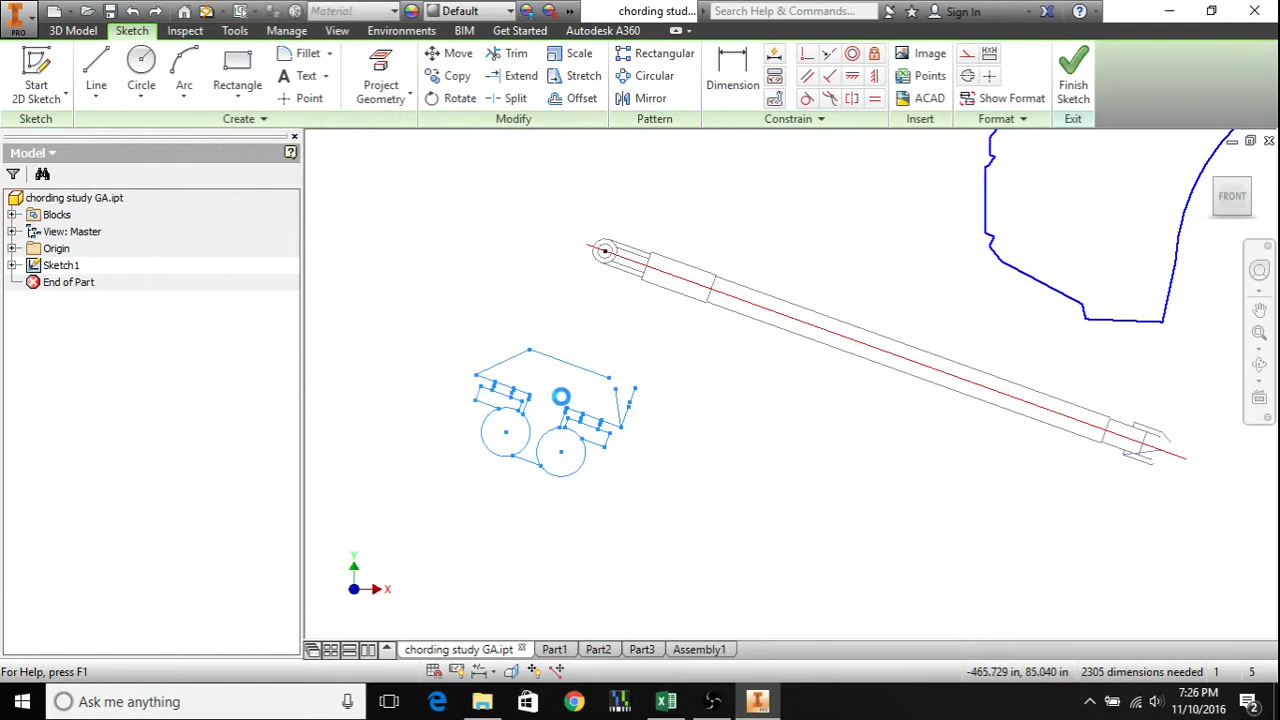 Material
Default
chording stud...
Search Help & Commands...
Sign In
PRO
3D Model
Sketch
Inspect
Tools
Manage
View
Environments
BIM
Get Started
Autodesk A360
Start
2D Sketch
Line
Circle
Arc
Rectangle
Fillet
Text
Point
Project
Geometry
Move
Copy
Rotate
Trim
Extend
Split
Scale
Stretch
Offset
Rectangular
Circular
Mirror
Dimension
Image
Points
ACAD
Show Format
Finish
Sketch
Sketch
Create
Modify
Pattern
Constrain
Insert
Format
Exit
Model
chording study GA.ipt
Blocks
View: Master
Origin
Sketch1
End of Part
FRONT
Y
X
chording study GA.ipt
Part1
Part2
Part3
Assembly1
For Help, press F1
-465.729 in, 85.040 in
2305 dimensions needed
1
5
Ask me anything
7:26 PM
11/10/2016
2